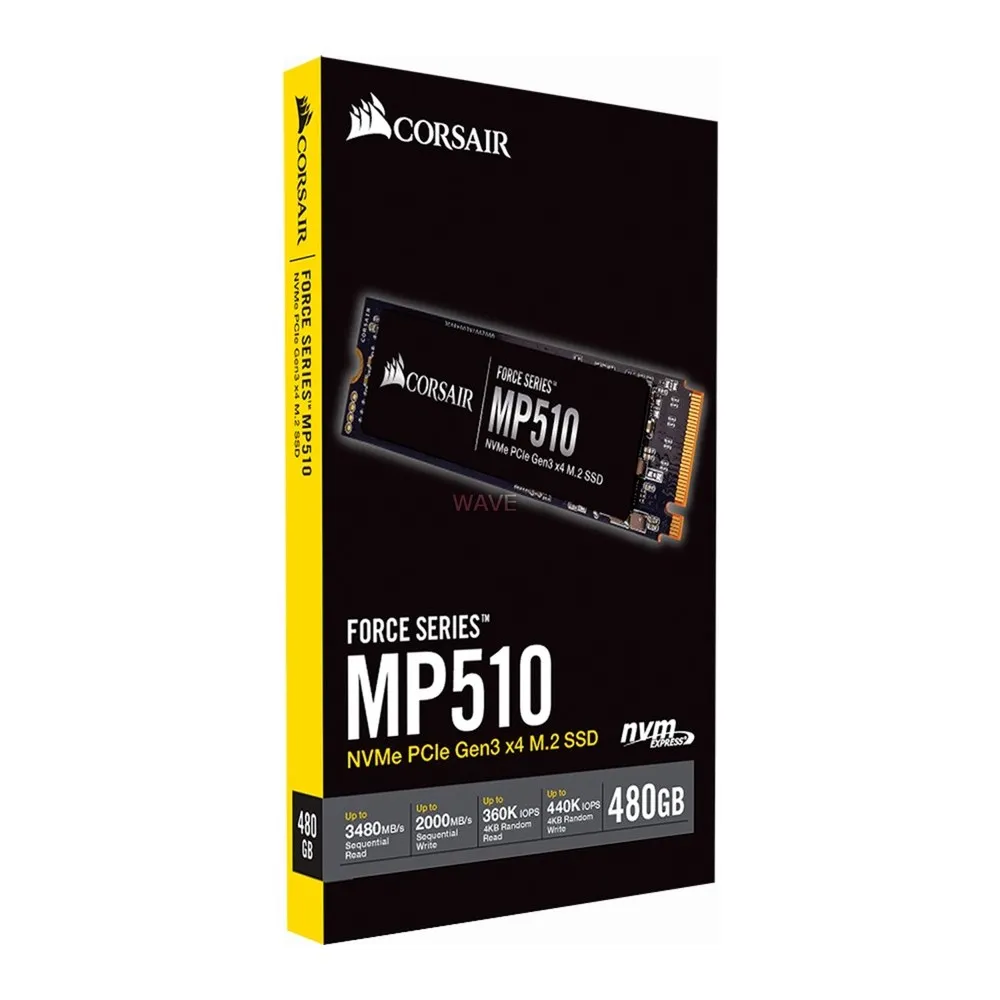 CORSAIR
CORSAIR
FORCE SERIES™ MP510
NVMe PCIe Gen3 x4 M.2 SSD
480
GB
CORSAIR
CORSAIR
FORCE SERIES™
MP510
NVMe PCIe Gen3 x4 M.2 SSD
WAVE
FORCE SERIES™
MP510
NVMe PCIe Gen3 x4 M.2 SSD
nvm
EXPRESS
Up to
3480MB/s
Sequential
Read
Up to
2000MB/s
Sequential
Write
Up to
360K IOPS
4KB Random
Read
Up to
440K IOPS
4KB Random
Write
480GB